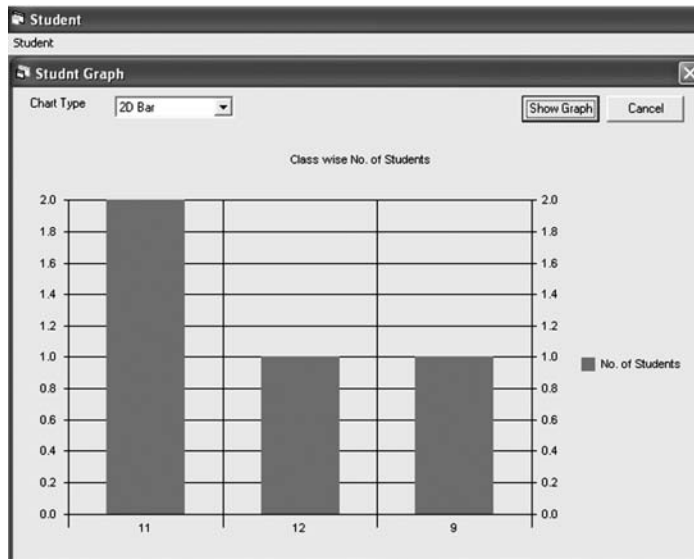 Student
Student
Studnt Graph
Chart Type 2D Bar Show Graph Cancel
Class wise No. of Students
2.0 2.0
1.8 1.8
1.6 1.6
1.4 1.4
1.2 1.2
1.0 1.0
No. of Students
0.8 0.8
0.6 0.6
0.4 0.4
0.2 0.2
0.0 0.0
11 12 9